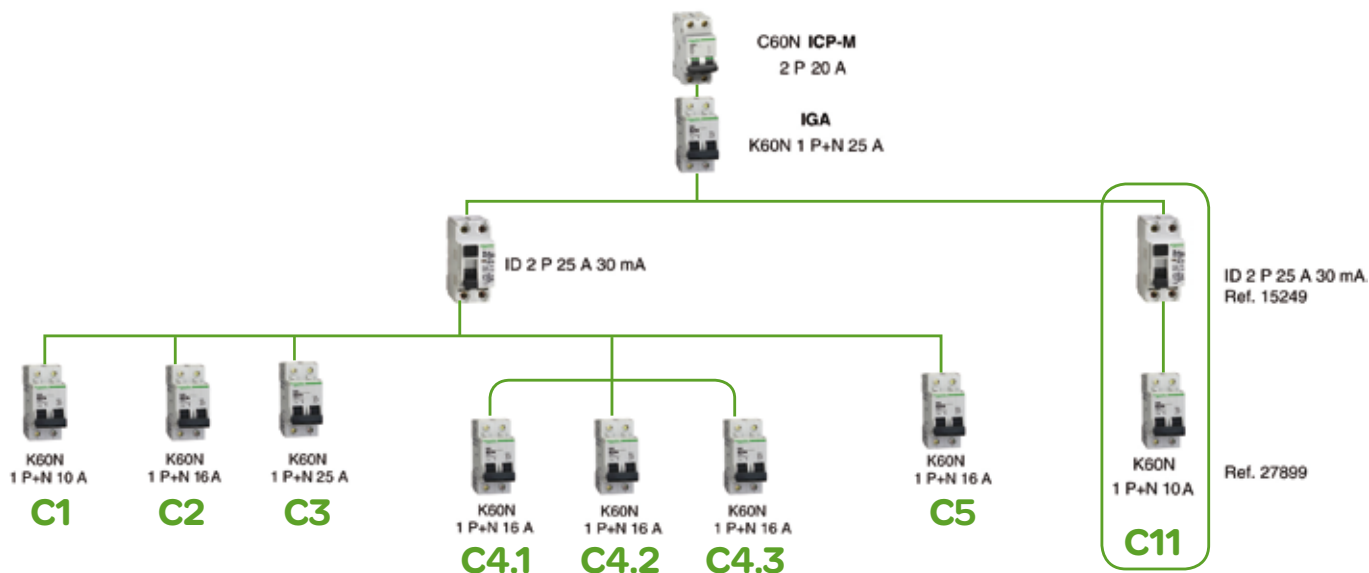 C60N ICP-M
2 P 20 A
IGA
K60N 1 P+N 25 A
ID 2 P 25 A 30 mA
ID 2 P 25 A 30 mA.
Ref. 15249
K60N
1 P+N 10 A
C1
K60N
1 P+N 16 A
C2
K60N
1 P+N 25 A
C3
K60N
1 P+N 16 A
C4.1
K60N
1 P+N 16 A
C4.2
K60N
1 P+N 16 A
C4.3
K60N
1 P+N 16 A
C5
K60N
1 P+N 10 A
C11
Ref. 27899